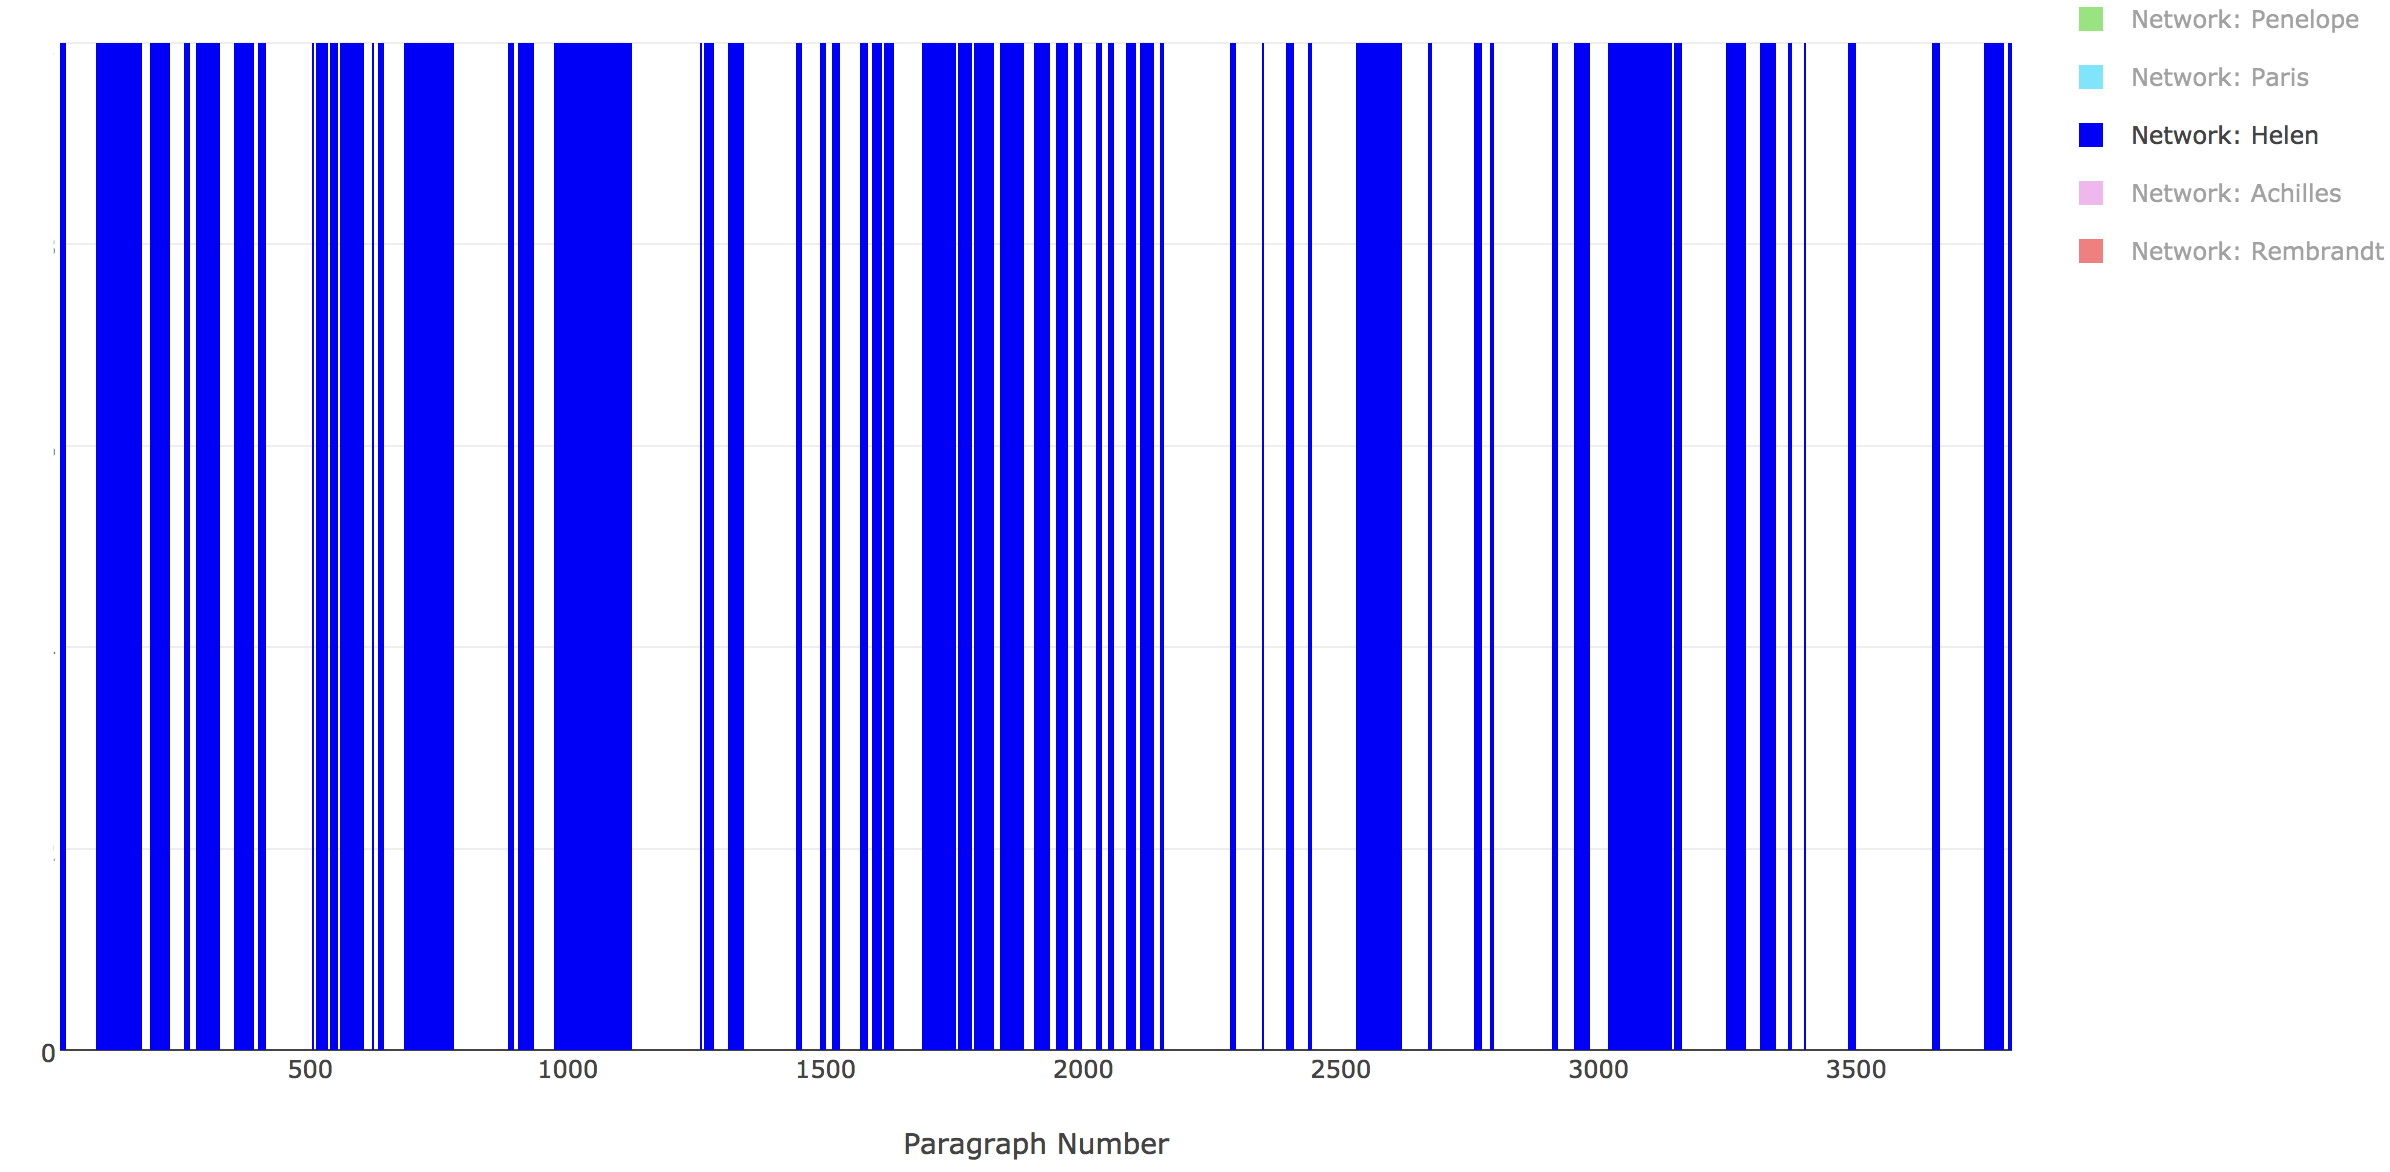 Network: Penelope
Network: Paris
Network: Helen
Network: Achilles
Network: Rembrandt
0
500
1000
1500
2000
2500
3000
3500
Paragraph Number